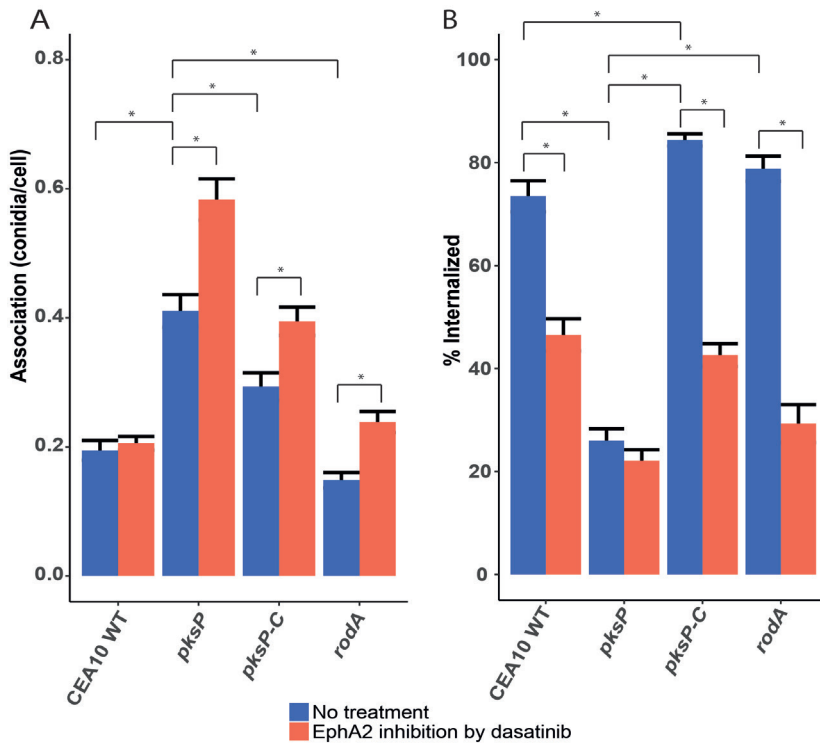 A
B
Association (conidia/cell)
0.8
0.6
0.4
0.2
0.0
*
*
*
*
*
*
CEA10 WT
pksP
pksP-C
rodA
% Internalized
100
80
60
40
20
0
*
*
*
*
*
*
*
CEA10 WT
pksP
pksP-C
rodA
No treatment
EphA2 inhibition by dasatinib